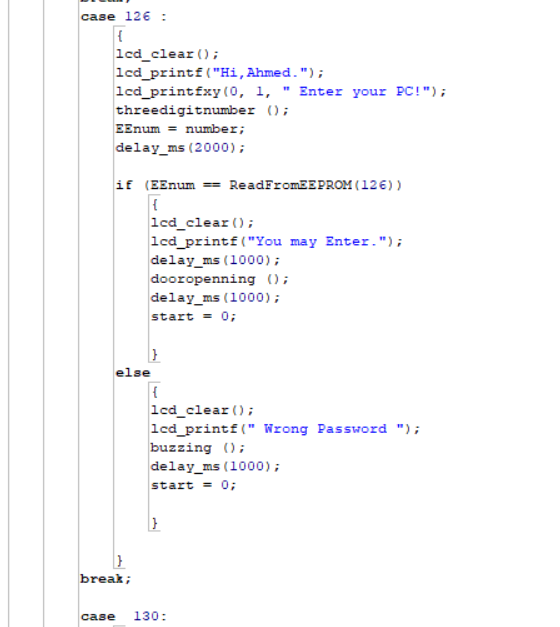 break;
case 126 :
{
lcd_clear();
lcd_printf("Hi,Ahmed.");
lcd_printfxy(0, 1, " Enter your PC!");
threedigitnumber ();
EEnum = number;
delay_ms(2000);
if (EEnum == ReadFromEEPROM(126))
{
lcd_clear();
lcd_printf("You may Enter.");
delay_ms(1000);
dooropenning ();
delay_ms(1000);
start = 0;
}
else
{
lcd_clear();
lcd_printf(" Wrong Password ");
buzzing ();
delay_ms(1000);
start = 0;
}
}
break;
case  130: